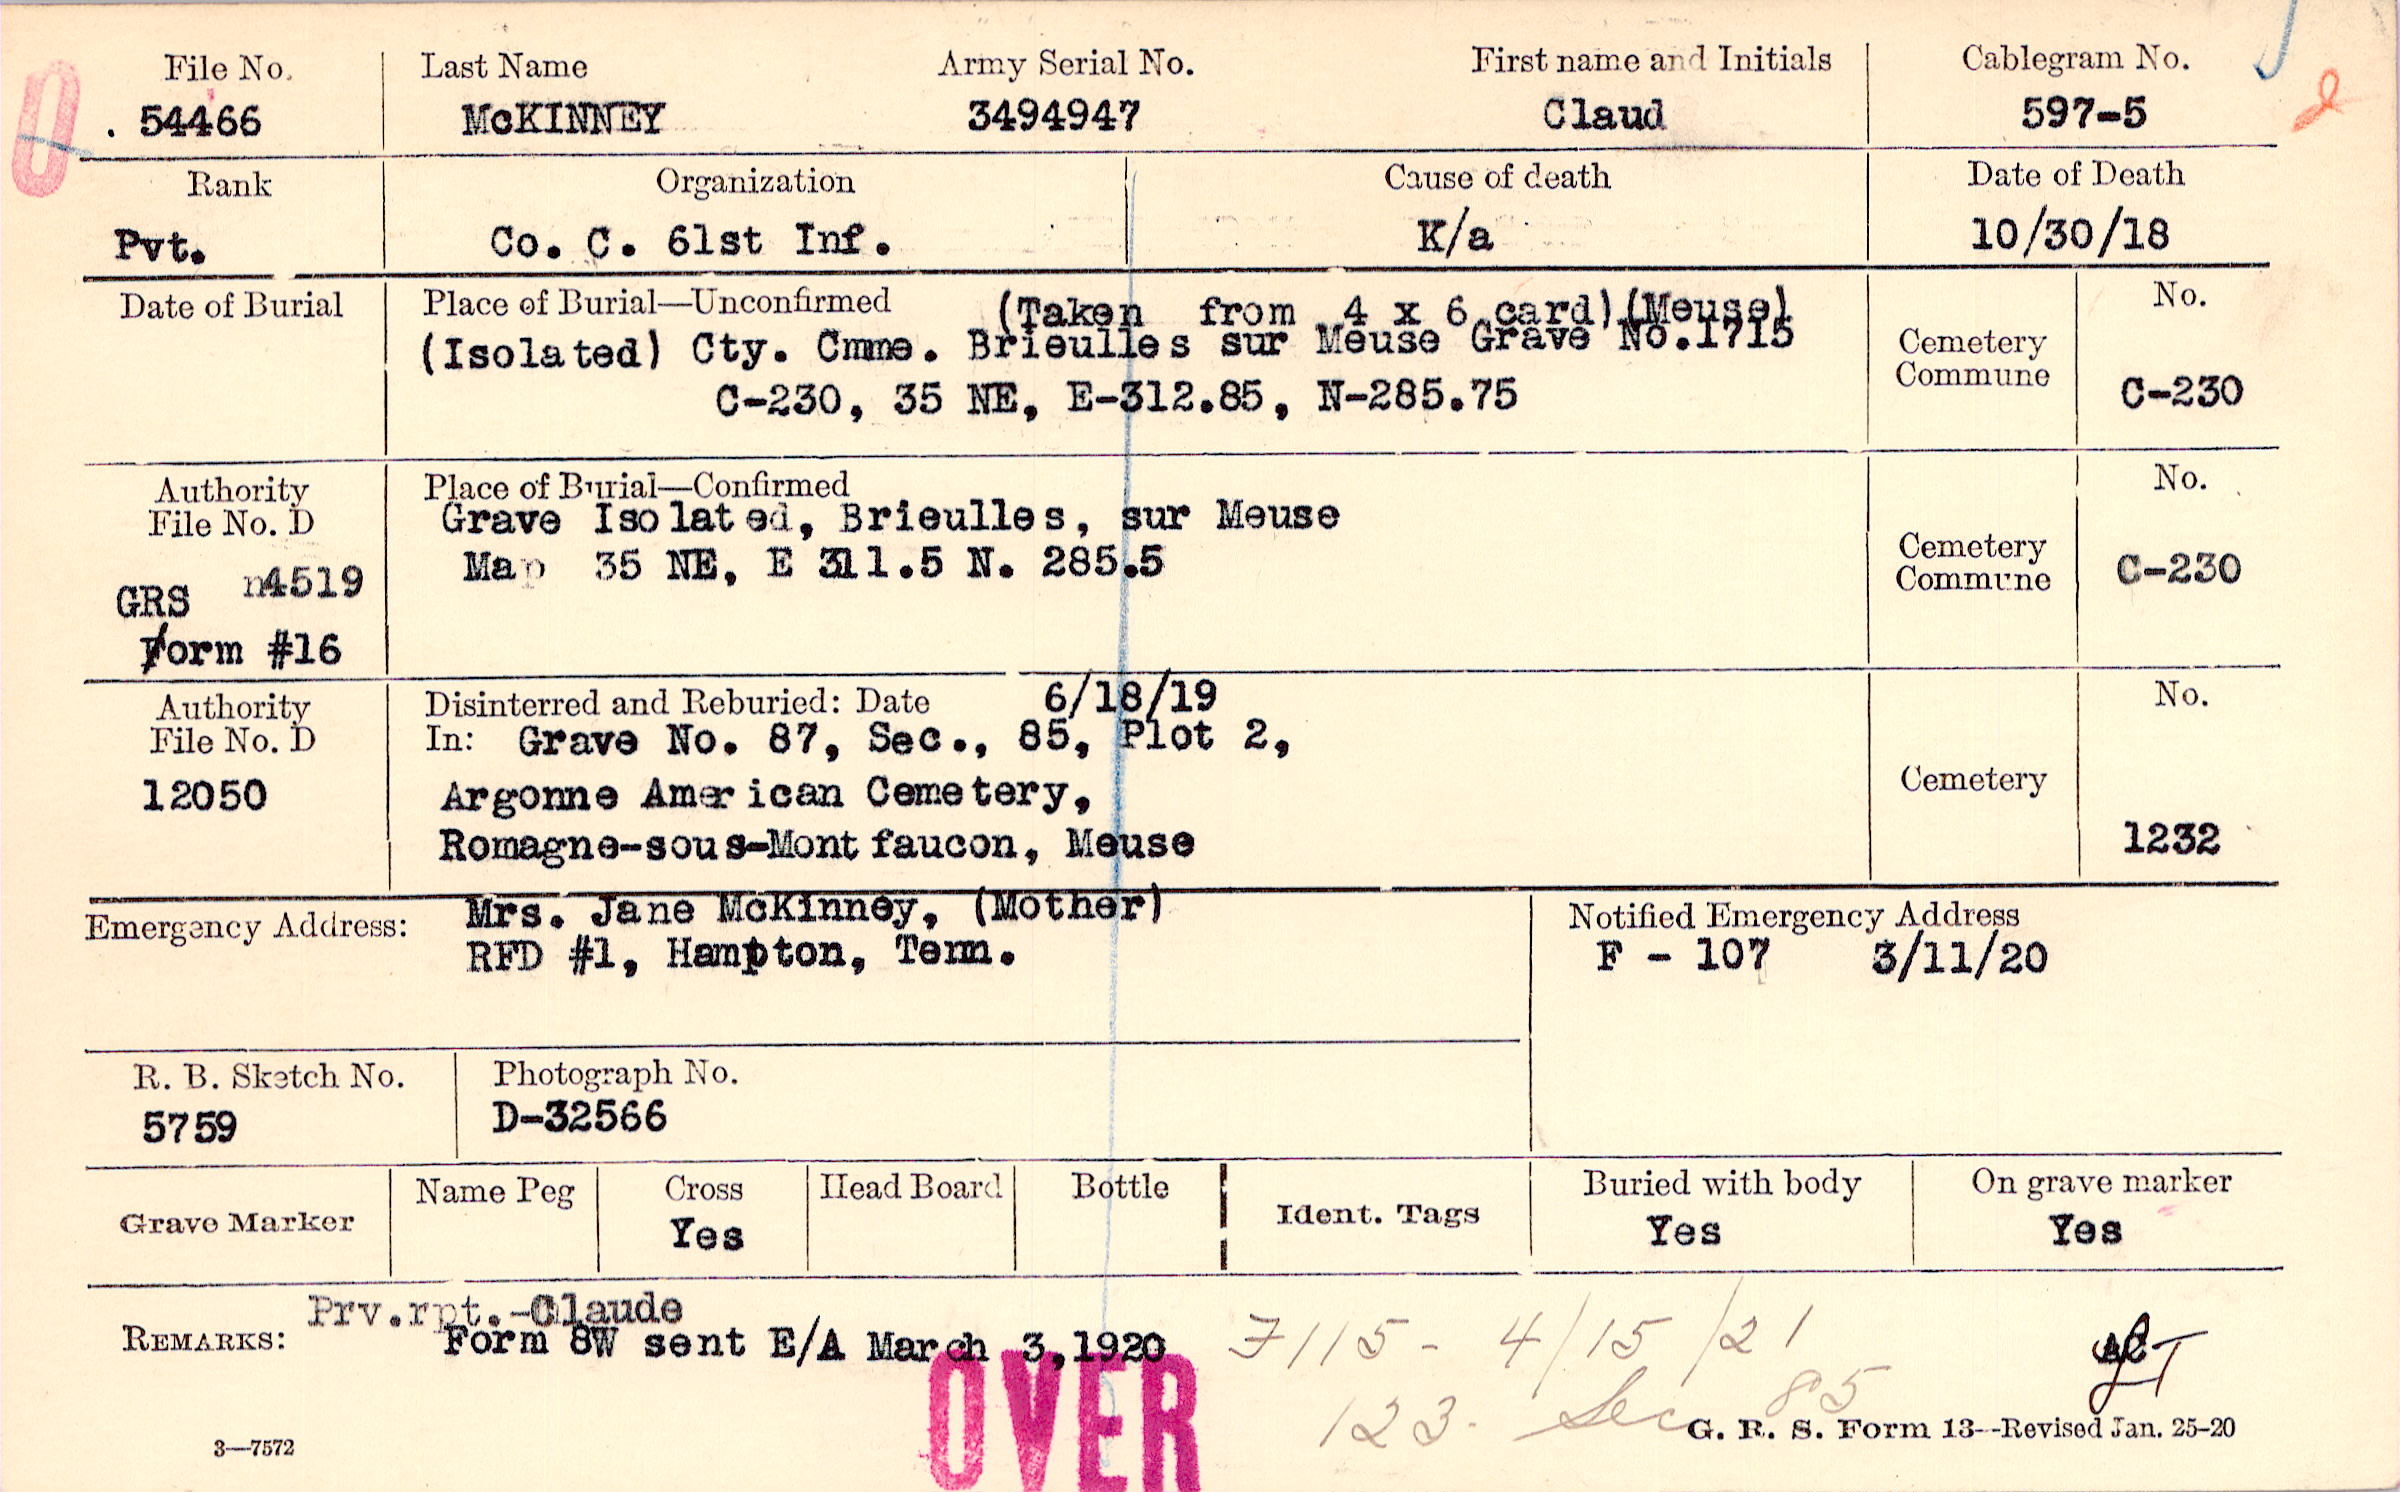 File No. Last Name Army Serial No. First name and Initials Cablegram No.
. 54466 McKINNEY 3494947 Claud 597-5
Rank Organization Cause of death Date of Death
Pvt. Co. C. 61st Inf. K/a 10/30/18
Date of Burial Place of Burial—Unconfirmed (Taken from 4 x 6 card) (Meuse) No.
(Isolated) Cty. Cmme. Brieulles sur Meuse Grave No.1715 Cemetery
Commune
C-230, 35 NE, E-312.85, N-285.75 C-230
Authority Place of Burial—Confirmed No.
File No. D Grave Isolated, Brieulles, sur Meuse
Map 35 NE, E 311.5 N. 285.5 Cemetery
n4519 Commune C-230
GRS
Form #16
Authority Disinterred and Reburied: Date 6/18/19 No.
File No. D In: Grave No. 87, Sec., 85, Plot 2,
12050 Argonne American Cemetery, Cemetery
Romagne-sous-Montfaucon, Meuse 1232
Emergency Address: Mrs. Jane McKinney, (Mother) Notified Emergency Address
RFD #1, Hampton, Tenn. F - 107 3/11/20
R. B. Sketch No. Photograph No.
5759 D-32566
Grave Marker Name Peg Cross Head Board Bottle Ident. Tags Buried with body On grave marker
Yes Yes Yes
Prv.rpt.-Claude
REMARKS: Form 8W sent E/A March 3,1920 F115 - 4/15/21
OVER 123 - Sec 85
3—7572 G. R. S. Form 13--Revised Jan. 25-20